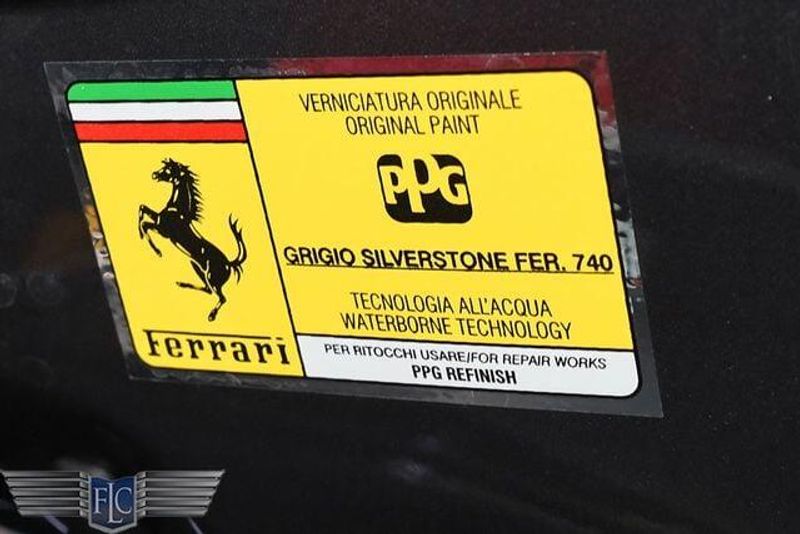 VERNICIATURA ORIGINALE
ORIGINAL PAINT
PPG
GRIGIO SILVERSTONE FER. 740
TECNOLOGIA ALL'ACQUA
WATERBORNE TECHNOLOGY
Ferrari
PER RITOCCHI USARE/FOR REPAIR WORKS
PPG REFINISH
FLC